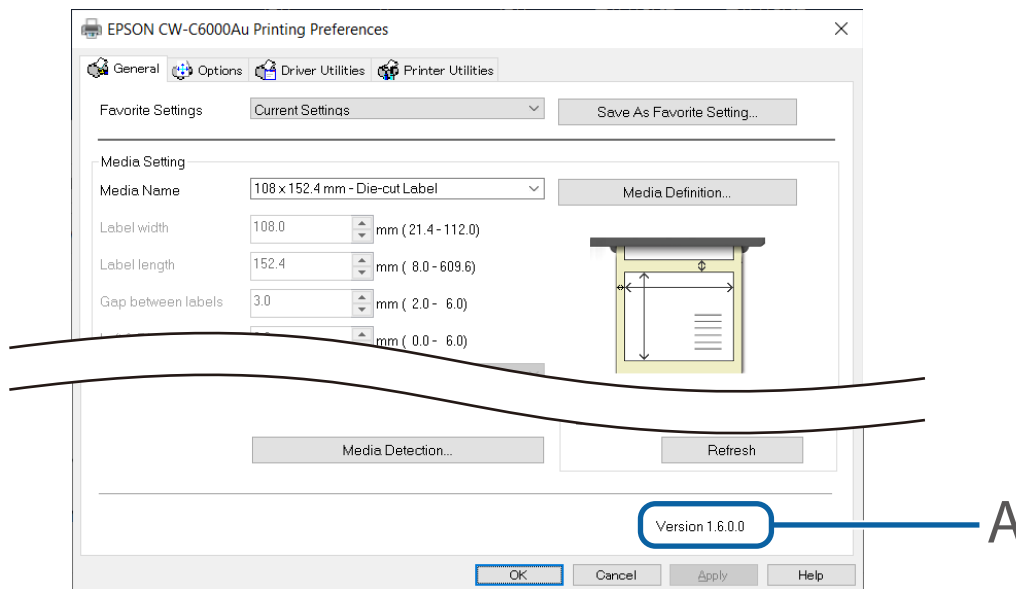 EPSON CW-C6000Au Printing Preferences
General Options Driver Utilities Printer Utilities
Favorite Settings Current Settings Save As Favorite Setting...
Media Setting
Media Name 108 x 152.4 mm - Die-cut Label Media Definition...
Label width 108.0 mm ( 21.4 - 112.0)
Label length 152.4 mm ( 8.0 - 609.6)
Gap between labels 3.0 mm ( 2.0 - 6.0)
mm ( 0.0 - 6.0)
Media Detection... Refresh
Version 1.6.0.0 A
OK Cancel Apply Help